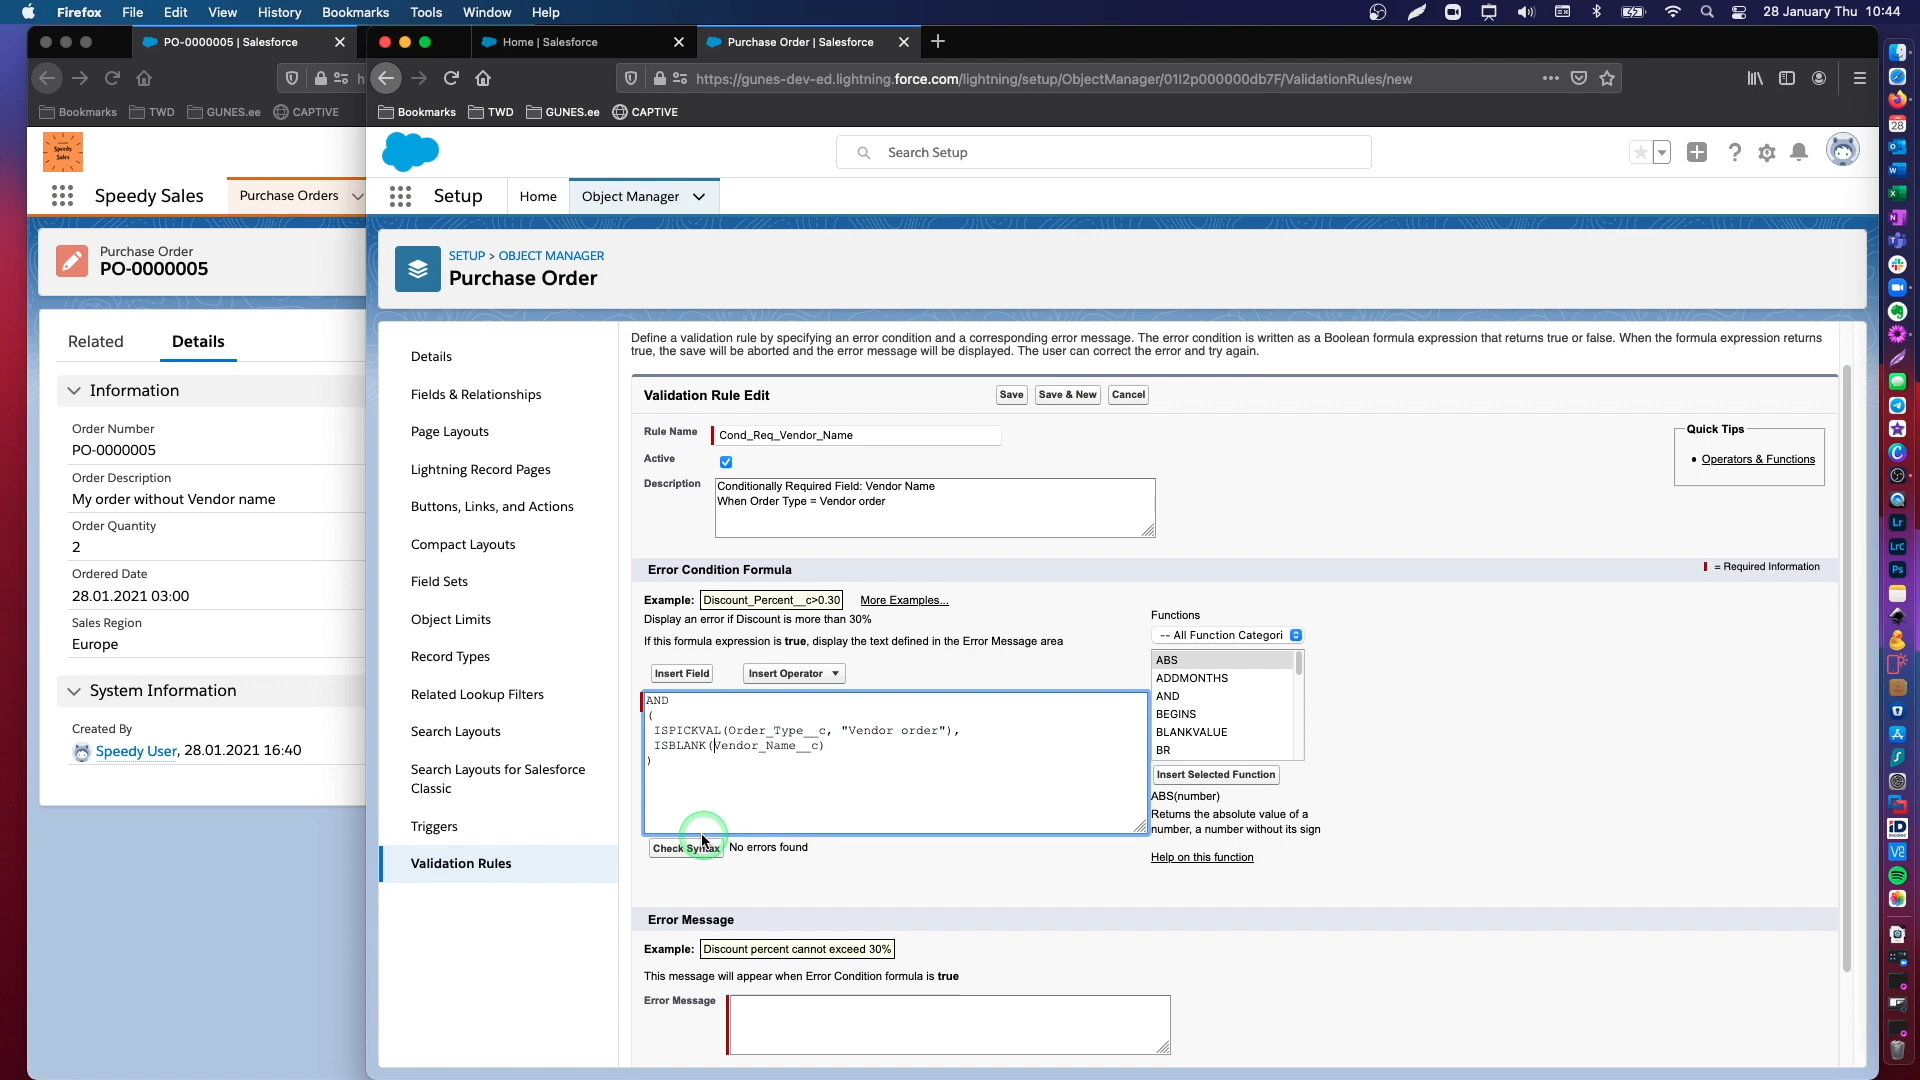 Firefox File Edit View History Bookmarks Tools Window Help
28 January Thu 10:44
PO-0000005 | Salesforce
Home | Salesforce
Purchase Order | Salesforce
https://gunes-dev-ed.lightning.force.com/lightning/setup/ObjectManager/01I2p000000db7F/ValidationRules/new
Bookmarks TWD GUNES.ee CAPTIVE
Bookmarks TWD GUNES.ee CAPTIVE
Speedy Sales
Speedy Sales
Purchase Orders
Purchase Order
PO-0000005
Related Details
Information
Order Number
PO-0000005
Order Description
My order without Vendor name
Order Quantity
2
Ordered Date
28.01.2021 03:00
Sales Region
Europe
System Information
Created By
Speedy User, 28.01.2021 16:40
Search Setup
Setup Home Object Manager
SETUP > OBJECT MANAGER
Purchase Order
Details
Fields & Relationships
Page Layouts
Lightning Record Pages
Buttons, Links, and Actions
Compact Layouts
Field Sets
Object Limits
Record Types
Related Lookup Filters
Search Layouts
Search Layouts for Salesforce
Classic
Triggers
Validation Rules
Define a validation rule by specifying an error condition and a corresponding error message. The error condition is written as a Boolean formula expression that returns true or false. When the formula expression returns
true, the save will be aborted and the error message will be displayed. The user can correct the error and try again.
Validation Rule Edit
Save Save & New Cancel
Rule Name Cond_Req_Vendor_Name
Active
Description Conditionally Required Field: Vendor Name
When Order Type = Vendor order
Quick Tips
• Operators & Functions
Error Condition Formula
= Required Information
Example: Discount_Percent__c>0.30 More Examples...
Display an error if Discount is more than 30%
If this formula expression is true, display the text defined in the Error Message area
Insert Field Insert Operator
AND
(
ISPICKVAL(Order_Type__c, "Vendor order"),
ISBLANK(Vendor_Name__c)
)
Check Syntax No errors found
Functions
-- All Function Categori
ABS
ADDMONTHS
AND
BEGINS
BLANKVALUE
BR
Insert Selected Function
ABS(number)
Returns the absolute value of a
number, a number without its sign
Help on this function
Error Message
Example: Discount percent cannot exceed 30%
This message will appear when Error Condition formula is true
Error Message
28
Lr
LrC
Ps
iD